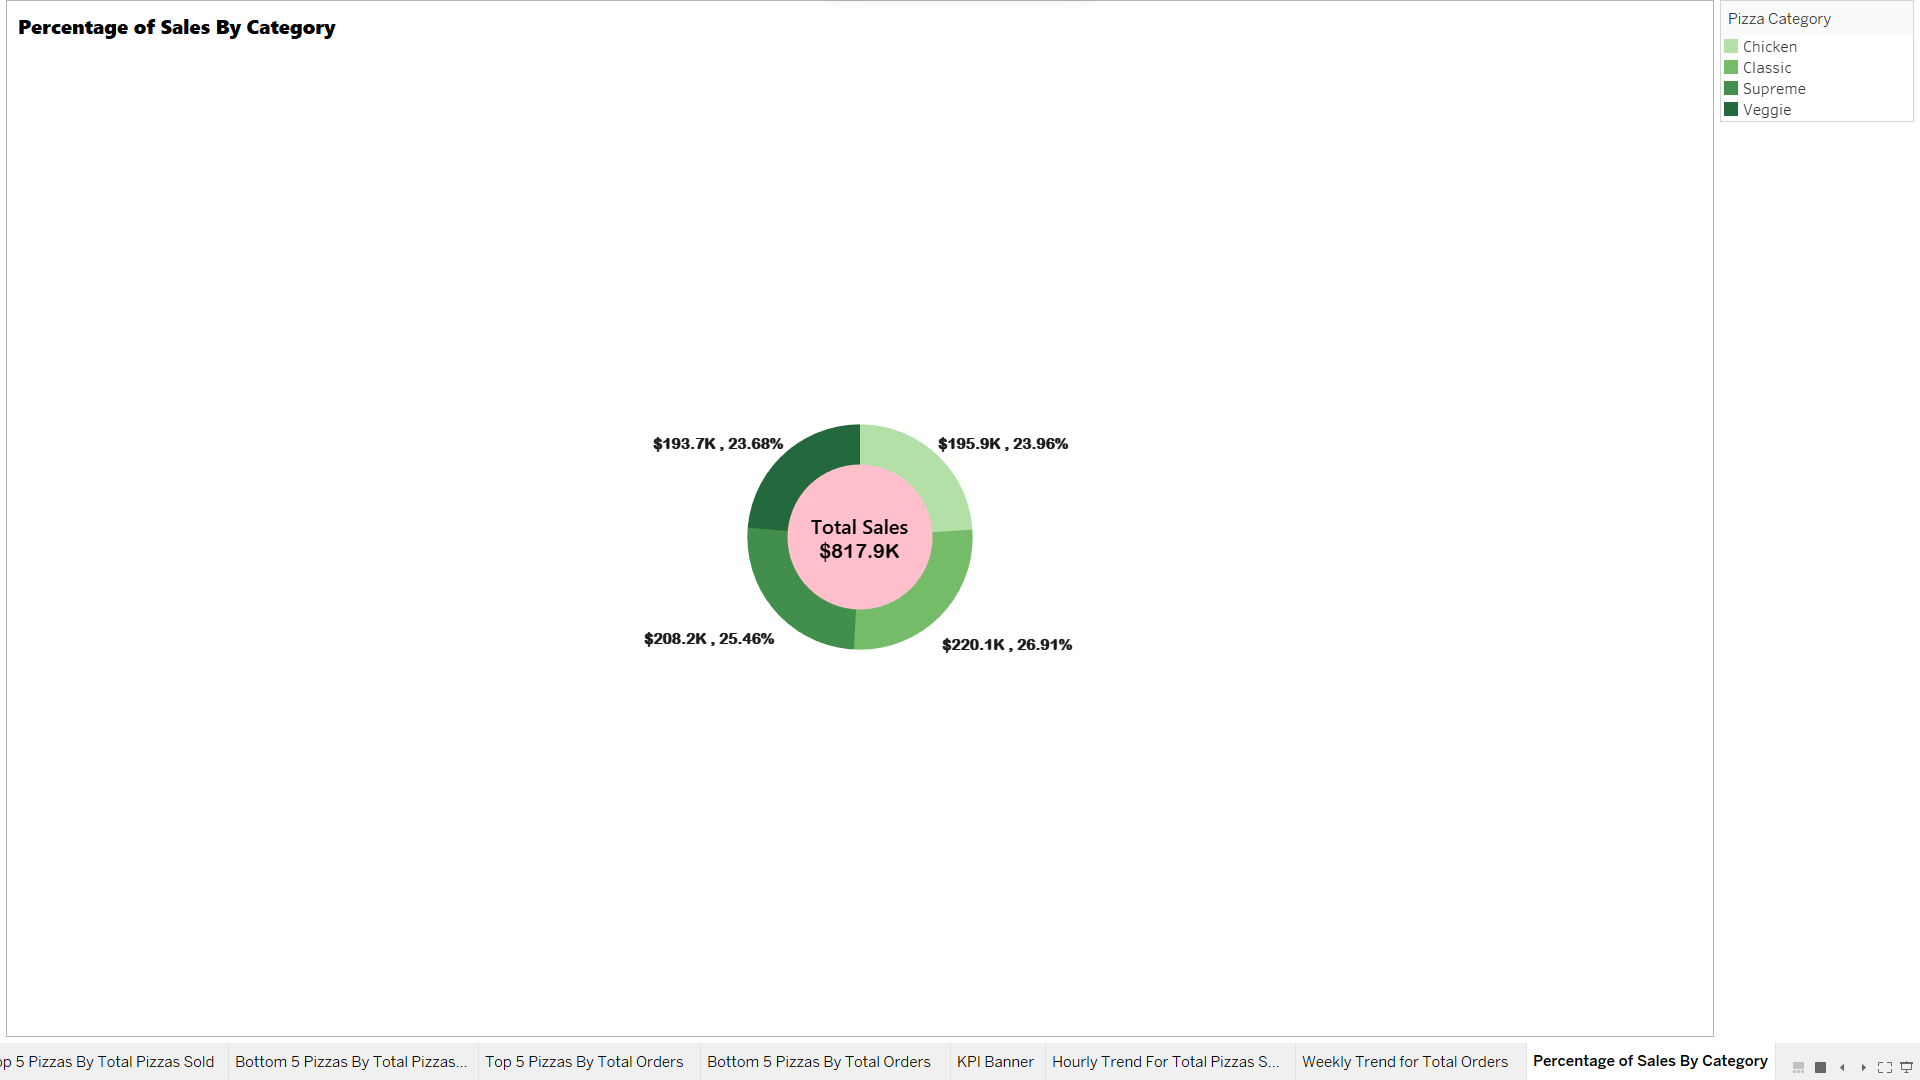 Percentage of Sales By Category
Pizza Category
Chicken
Classic
Supreme
Veggie
$193.7K , 23.68%
$195.9K , 23.96%
Total Sales
$817.9K
$208.2K , 25.46%
$220.1K , 26.91%
5 Pizzas By Total Pizzas Sold
Bottom 5 Pizzas By Total Pizzas...
Top 5 Pizzas By Total Orders
Bottom 5 Pizzas By Total Orders
KPI Banner
Hourly Trend For Total Pizzas S...
Weekly Trend for Total Orders
Percentage of Sales By Category